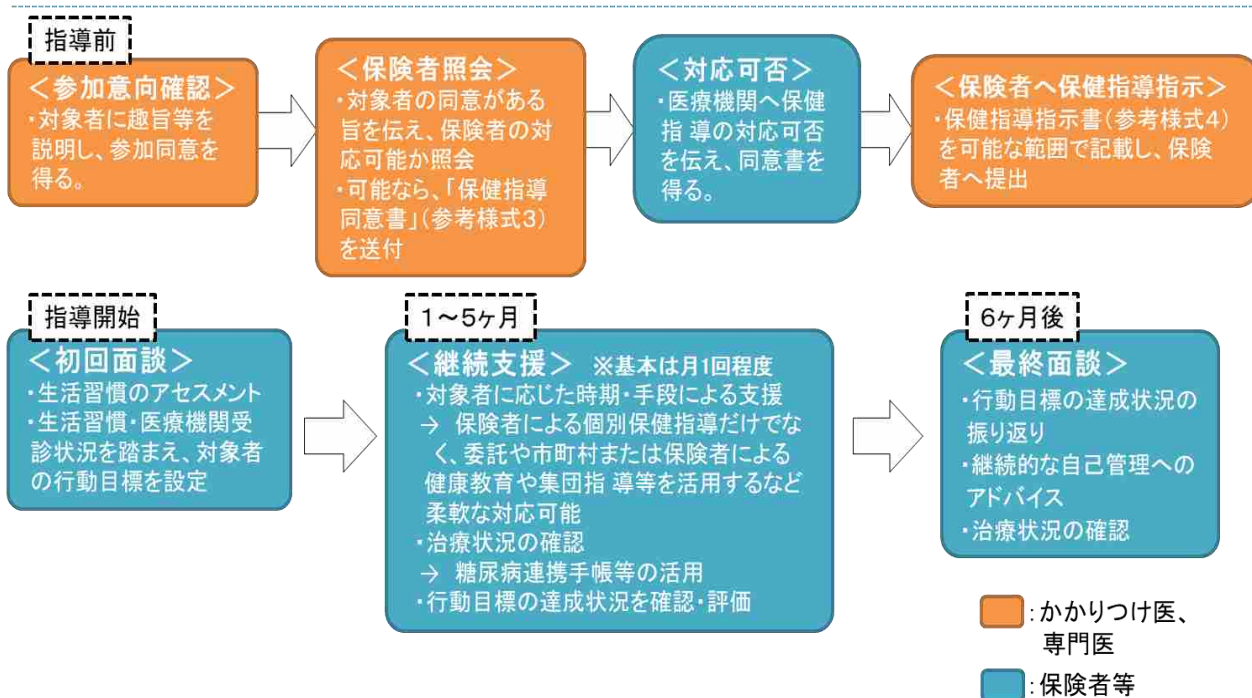 指導前
＜参加意向確認＞
・対象者に趣旨等を
説明し、参加同意を
得る。
＜保険者照会＞
・対象者の同意がある
旨を伝え、保険者の対
応可能か照会
・可能なら、「保健指導
同意書」(参考様式3)
を送付
＜対応可否＞
・医療機関へ保健
指 導の対応可否
を伝え、同意書を
得る。
＜保険者へ保健指導指示＞
・保健指導指示書(参考様式4)
を可能な範囲で記載し、保険
者へ提出
指導開始
＜初回面談＞
・生活習慣のアセスメント
・生活習慣・医療機関受
診状況を踏まえ、対象者
の行動目標を設定
1～5ヶ月
＜継続支援＞ ※基本は月1回程度
・対象者に応じた時期・手段による支援
→ 保険者による個別保健指導だけでな
く、委託や市町村または保険者による
健康教育や集団指 導等を活用するなど
柔軟な対応可能
・治療状況の確認
→ 糖尿病連携手帳等の活用
・行動目標の達成状況を確認・評価
6ヶ月後
＜最終面談＞
・行動目標の達成状況の
振り返り
・継続的な自己管理への
アドバイス
・治療状況の確認
：かかりつけ医、
専門医
：保険者等